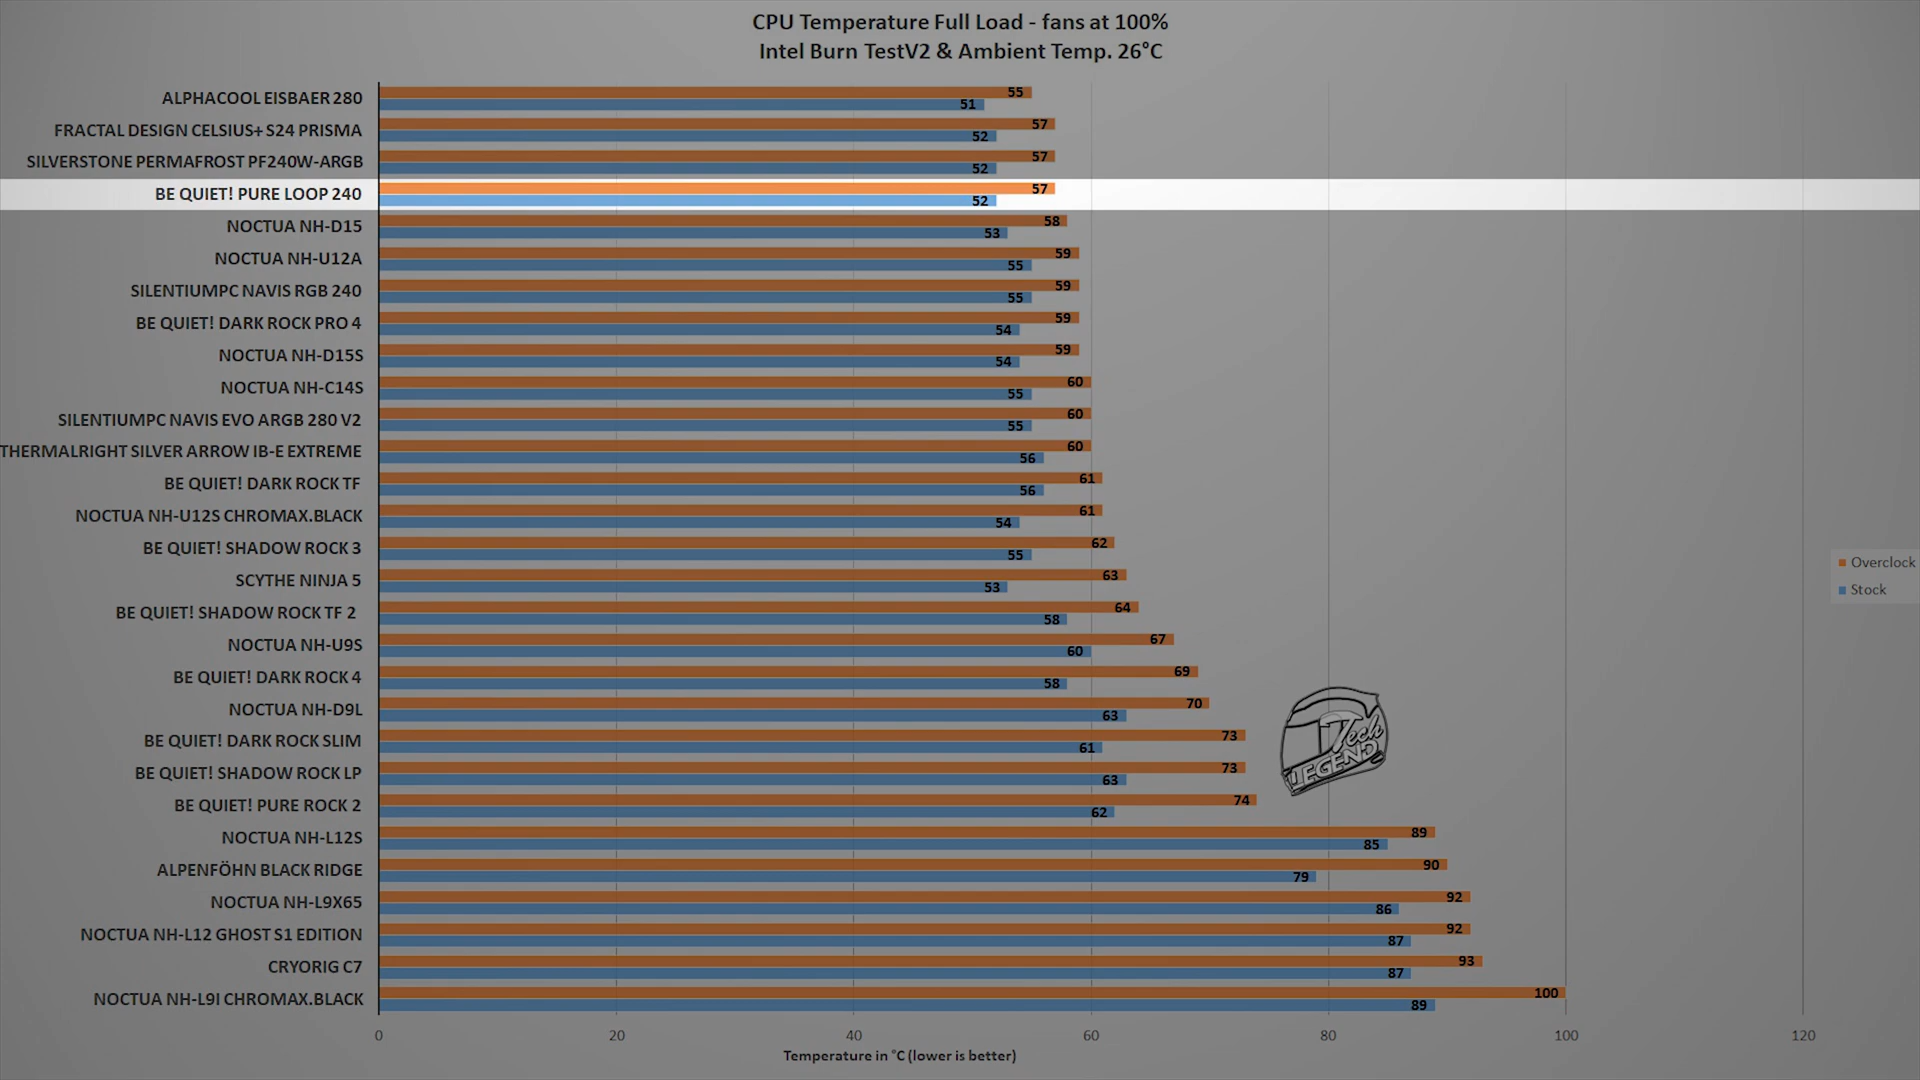 CPU Temperature Full Load - fans at 100%
Intel Burn TestV2 & Ambient Temp. 26°C
ALPHACOOL EISBAER 280 55 51
FRACTAL DESIGN CELSIUS+ S24 PRISMA 57 52
SILVERSTONE PERMAFROST PF240W-ARGB 57 52
BE QUIET! PURE LOOP 240 57 52
NOCTUA NH-D15 58 53
NOCTUA NH-U12A 59 55
SILENTIUMPC NAVIS RGB 240 59 55
BE QUIET! DARK ROCK PRO 4 59 54
NOCTUA NH-D15S 59 54
NOCTUA NH-C14S 60 55
SILENTIUMPC NAVIS EVO ARGB 280 V2 60 55
THERMALRIGHT SILVER ARROW IB-E EXTREME 60 56
BE QUIET! DARK ROCK TF 61 56
NOCTUA NH-U12S CHROMAX.BLACK 61 54
BE QUIET! SHADOW ROCK 3 62 55
SCYTHE NINJA 5 63 53
BE QUIET! SHADOW ROCK TF 2 64 58
NOCTUA NH-U9S 67 60
BE QUIET! DARK ROCK 4 69 58
NOCTUA NH-D9L 70 63
BE QUIET! DARK ROCK SLIM 73 61
BE QUIET! SHADOW ROCK LP 73 63
BE QUIET! PURE ROCK 2 74 62
NOCTUA NH-L12S 89 85
ALPENFÖHN BLACK RIDGE 90 79
NOCTUA NH-L9X65 92 86
NOCTUA NH-L12 GHOST S1 EDITION 92 87
CRYORIG C7 93 87
NOCTUA NH-L9I CHROMAX.BLACK 100 89
0 20 40 60 80 100 120
Temperature in °C (lower is better)
Overclock
Stock
Tech
LEGEND